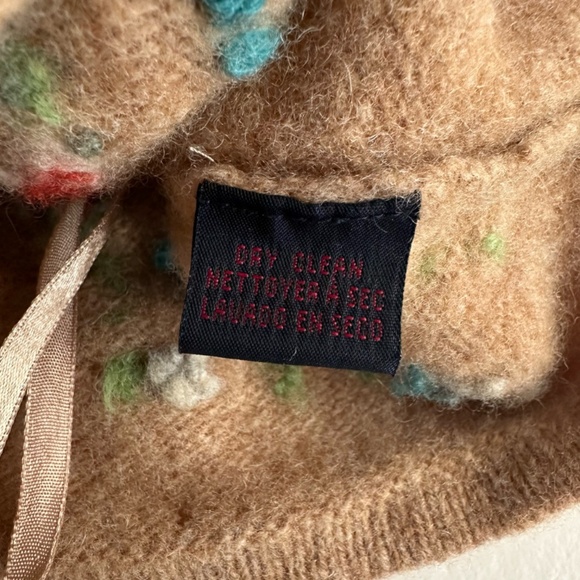 DRY CLEAN
NETTOYER À SEC
LAVADO EN SECO